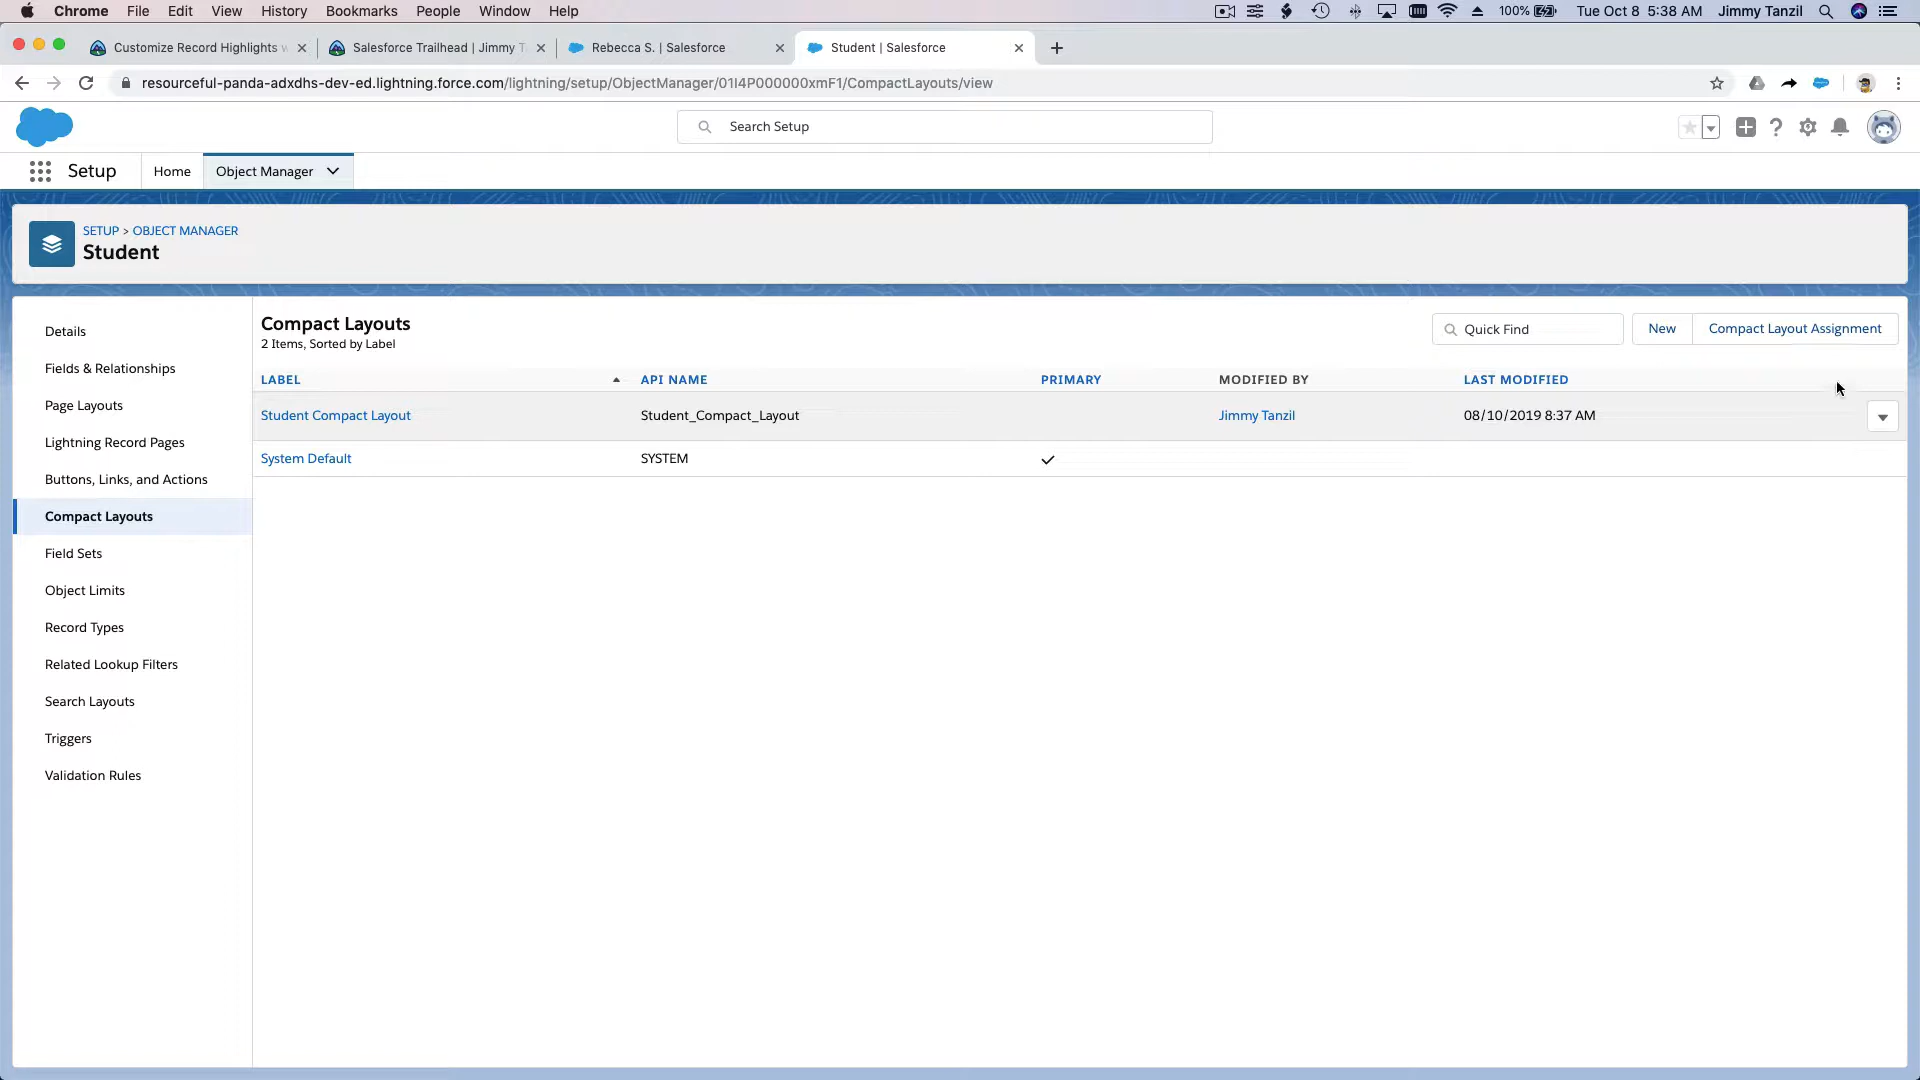 Chrome File Edit View History Bookmarks People Window Help 100% Tue Oct 8 5:38 AM Jimmy Tanzil
Customize Record Highlights w Salesforce Trailhead | Jimmy T Rebecca S. | Salesforce Student | Salesforce
resourceful-panda-adxdhs-dev-ed.lightning.force.com/lightning/setup/ObjectManager/01I4P000000xmF1/CompactLayouts/view
Search Setup
Setup Home Object Manager
SETUP > OBJECT MANAGER
Student
Details
Fields & Relationships
Page Layouts
Lightning Record Pages
Buttons, Links, and Actions
Compact Layouts
Field Sets
Object Limits
Record Types
Related Lookup Filters
Search Layouts
Triggers
Validation Rules
Compact Layouts
2 Items, Sorted by Label
Quick Find New Compact Layout Assignment
LABEL API NAME PRIMARY MODIFIED BY LAST MODIFIED
Student Compact Layout Student_Compact_Layout Jimmy Tanzil 08/10/2019 8:37 AM
System Default SYSTEM